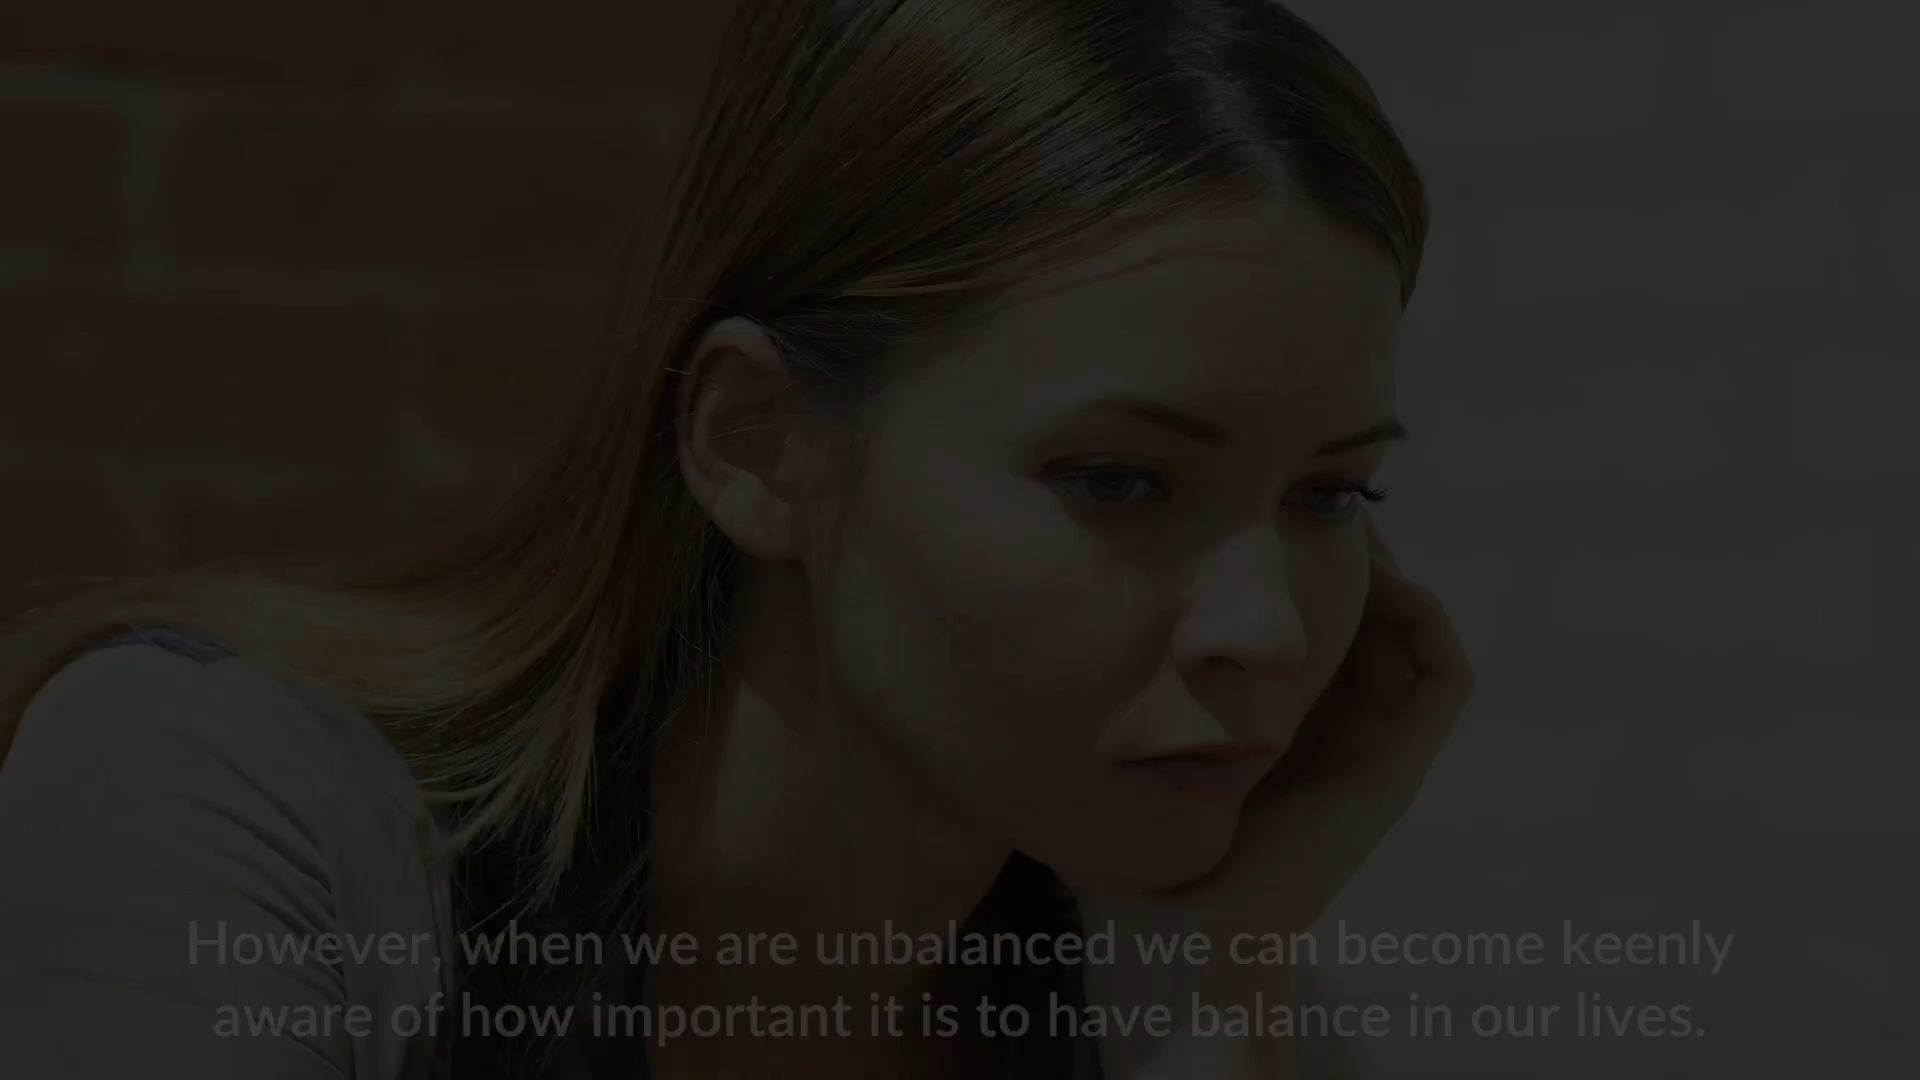 However, when we are unbalanced we can become keenly
aware of how important it is to have balance in our lives.